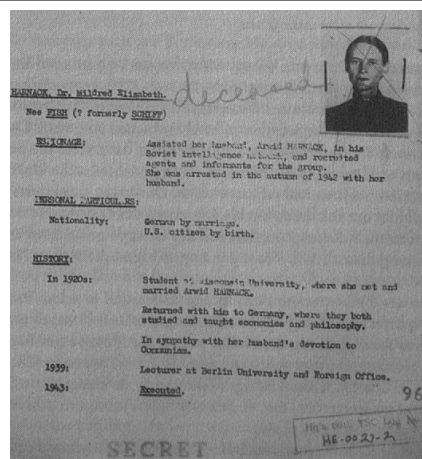 deceased
HARNACK, Dr. Mildred Elizabeth.
Nee FISH (? formerly SCHIFF)
ESPIONAGE: Assisted her husband, Arwid HARNACK, in his
Soviet intelligence network, and recruited
agents and informants for the group.
She was arrested in the autumn of 1942 with her
husband.
PERSONAL PARTICULARS:
Nationality: German by marriage.
U.S. citizen by birth.
HISTORY:
In 1920s: Student at Wisconsin University, where she met and
married Arwid HARNACK.
Returned with him to Germany, where they both
studied and taught economics and philosophy.
In sympathy with her husband's devotion to
Communism.
1939: Lecturer at Berlin University and Foreign Office.
1943: Executed.
96
HE-0027-2
SECRET